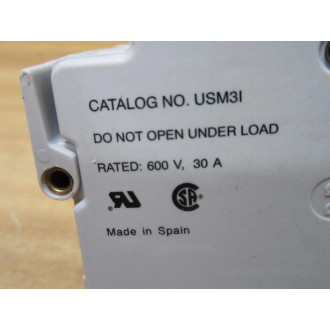 CATALOG NO. USM3I
DO NOT OPEN UNDER LOAD
RATED: 600 V, 30 A
Made in Spain